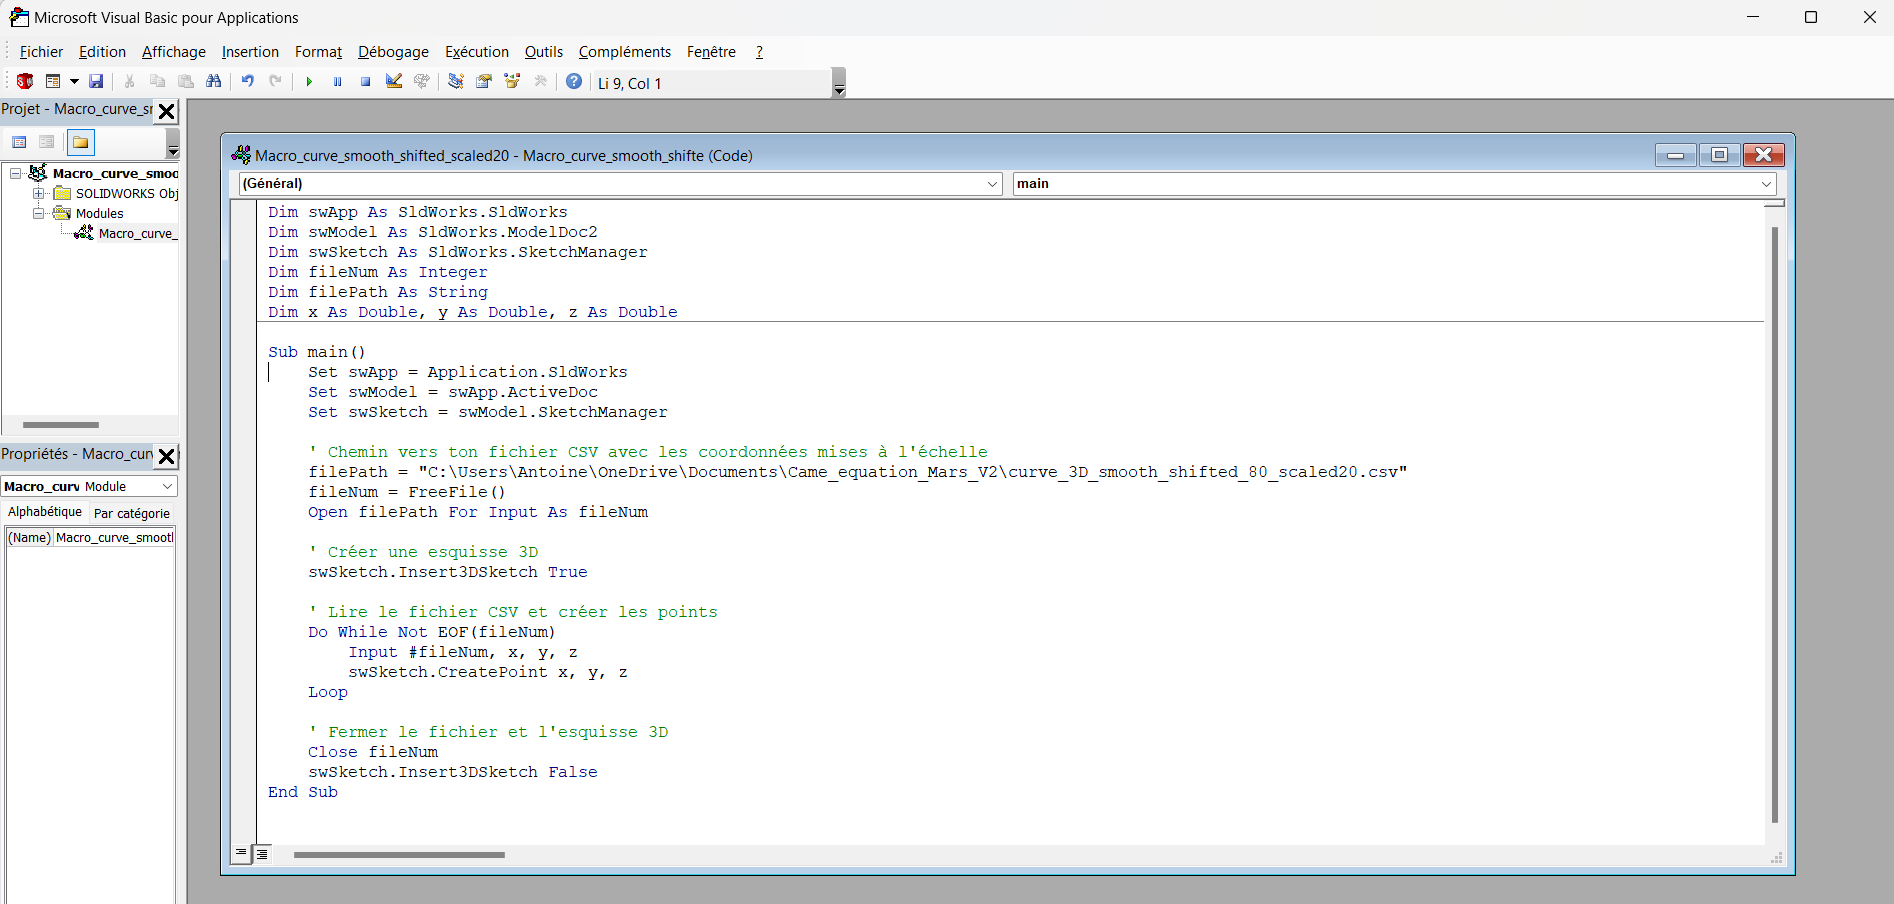 Microsoft Visual Basic pour Applications
Fichier Edition Affichage Insertion Format Débogage Exécution Outils Compléments Fenêtre ?
Li 9, Col 1
Projet - Macro_curve_sr
Macro_curve_smoo
SOLIDWORKS Obj
Modules
Macro_curve_
Propriétés - Macro_curv
Macro_curv Module
Alphabétique Par catégorie
(Name) Macro_curve_smootl
Macro_curve_smooth_shifted_scaled20 - Macro_curve_smooth_shifte (Code)
(Général) main
Dim swApp As SldWorks.SldWorks
Dim swModel As SldWorks.ModelDoc2
Dim swSketch As SldWorks.SketchManager
Dim fileNum As Integer
Dim filePath As String
Dim x As Double, y As Double, z As Double
Sub main()
Set swApp = Application.SldWorks
Set swModel = swApp.ActiveDoc
Set swSketch = swModel.SketchManager
' Chemin vers ton fichier CSV avec les coordonnées mises à l'échelle
filePath = "C:\Users\Antoine\OneDrive\Documents\Came_equation_Mars_V2\curve_3D_smooth_shifted_80_scaled20.csv"
fileNum = FreeFile()
Open filePath For Input As fileNum
' Créer une esquisse 3D
swSketch.Insert3DSketch True
' Lire le fichier CSV et créer les points
Do While Not EOF(fileNum)
Input #fileNum, x, y, z
swSketch.CreatePoint x, y, z
Loop
' Fermer le fichier et l'esquisse 3D
Close fileNum
swSketch.Insert3DSketch False
End Sub